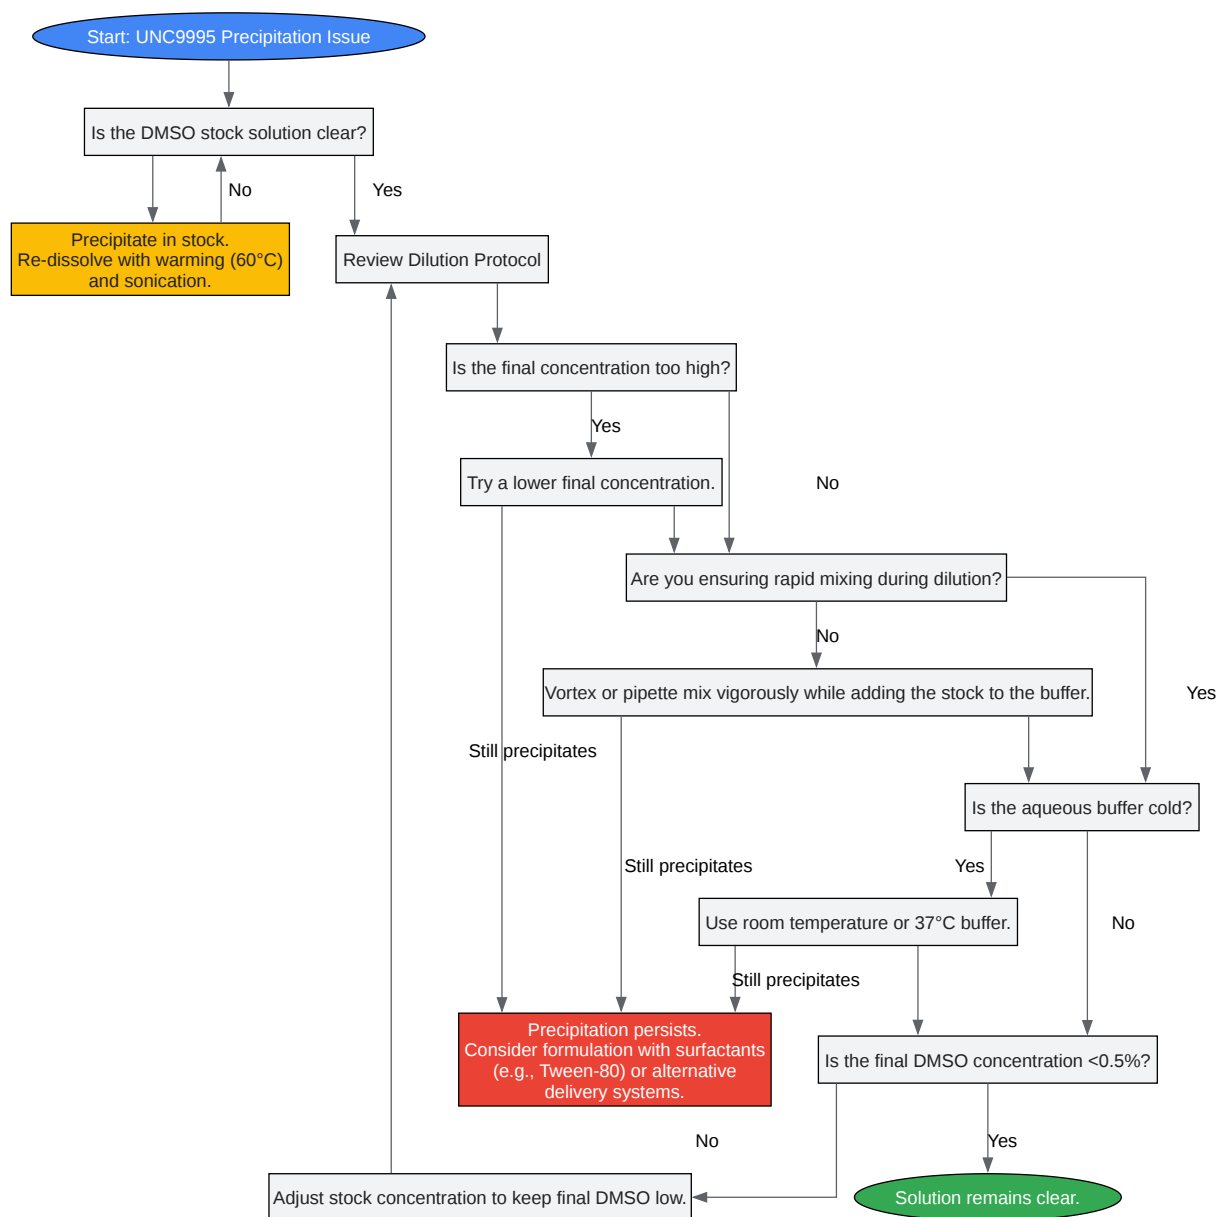 Start: UNC9995 Precipitation Issue
Is the DMSO stock solution clear?
No
Yes
Precipitate in stock.
Re-dissolve with warming (60°C)
and sonication.
Review Dilution Protocol
Is the final concentration too high?
Yes
Try a lower final concentration.
No
Are you ensuring rapid mixing during dilution?
No
Vortex or pipette mix vigorously while adding the stock to the buffer.
Yes
Still precipitates
Is the aqueous buffer cold?
Still precipitates
Yes
Use room temperature or 37°C buffer.
No
Still precipitates
Precipitation persists.
Consider formulation with surfactants
(e.g., Tween-80) or alternative
delivery systems.
Is the final DMSO concentration <0.5%?
No
Yes
Adjust stock concentration to keep final DMSO low.
Solution remains clear.